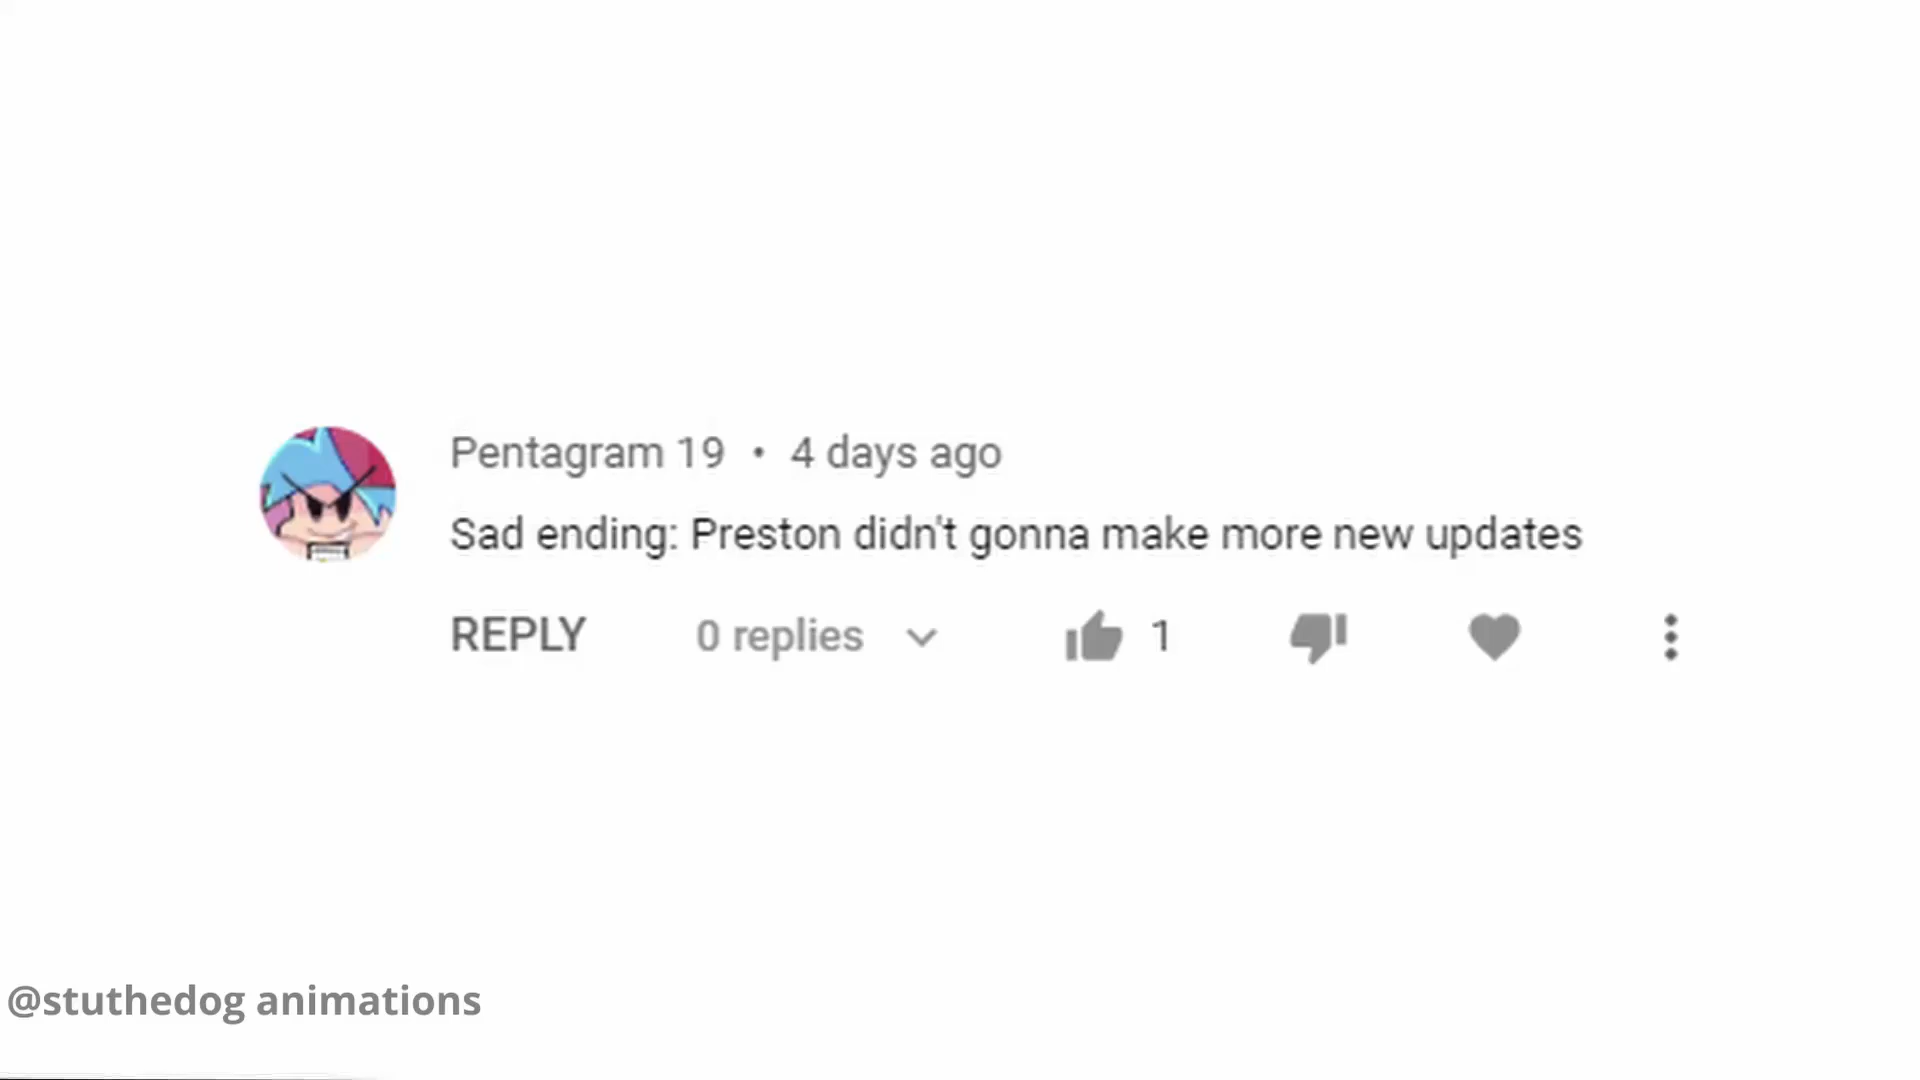 Pentagram 19 • 4 days ago
Sad ending: Preston didn't gonna make more new updates
REPLY 0 replies 1
@stuthedog animations